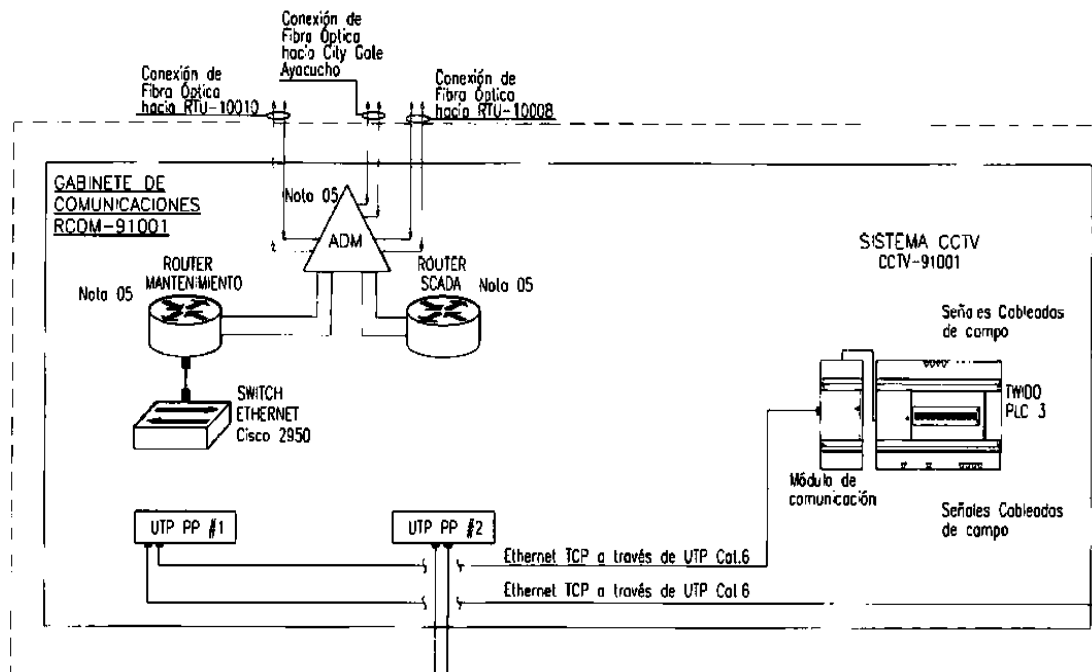 Conexión de
Fibra Óptica
hacia City Gate
Ayacucho
Conexión de
Fibra Óptica
hacia RTU-10010
Conexión de
Fibra Óptica
hacia RTU-10008
GABINETE DE
COMUNICACIONES
RCOM-91001
Nota 05
ADM
ROUTER
MANTENIMIENTO
Nota 05
ROUTER
SCADA
Nota 05
SISTEMA CCTV
CCTV-91001
Señales Cableadas
de campo
SWITCH
ETHERNET
Cisco 2950
TWIDO
PLC 3
Módulo de
comunicación
Señales Cableadas
de campo
UTP PP #1
UTP PP #2
Ethernet TCP a través de UTP Cat.6
Ethernet TCP a través de UTP Cat 6